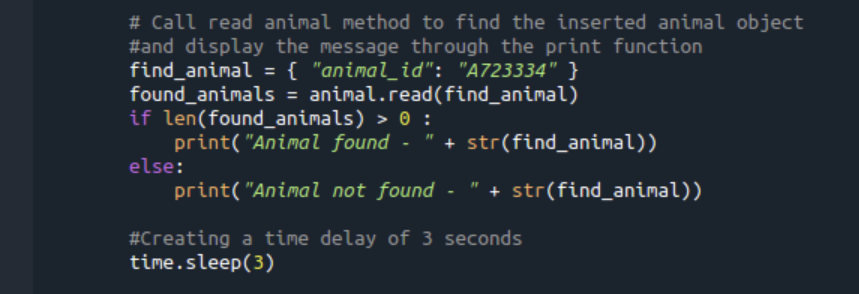 # Call read animal method to find the inserted animal object
#and display the message through the print function
find_animal = { "animal_id": "A723334" }
found_animals = animal.read(find_animal)
if len(found_animals) > 0 :
    print("Animal found - " + str(find_animal))
else:
    print("Animal not found - " + str(find_animal))

#Creating a time delay of 3 seconds
time.sleep(3)